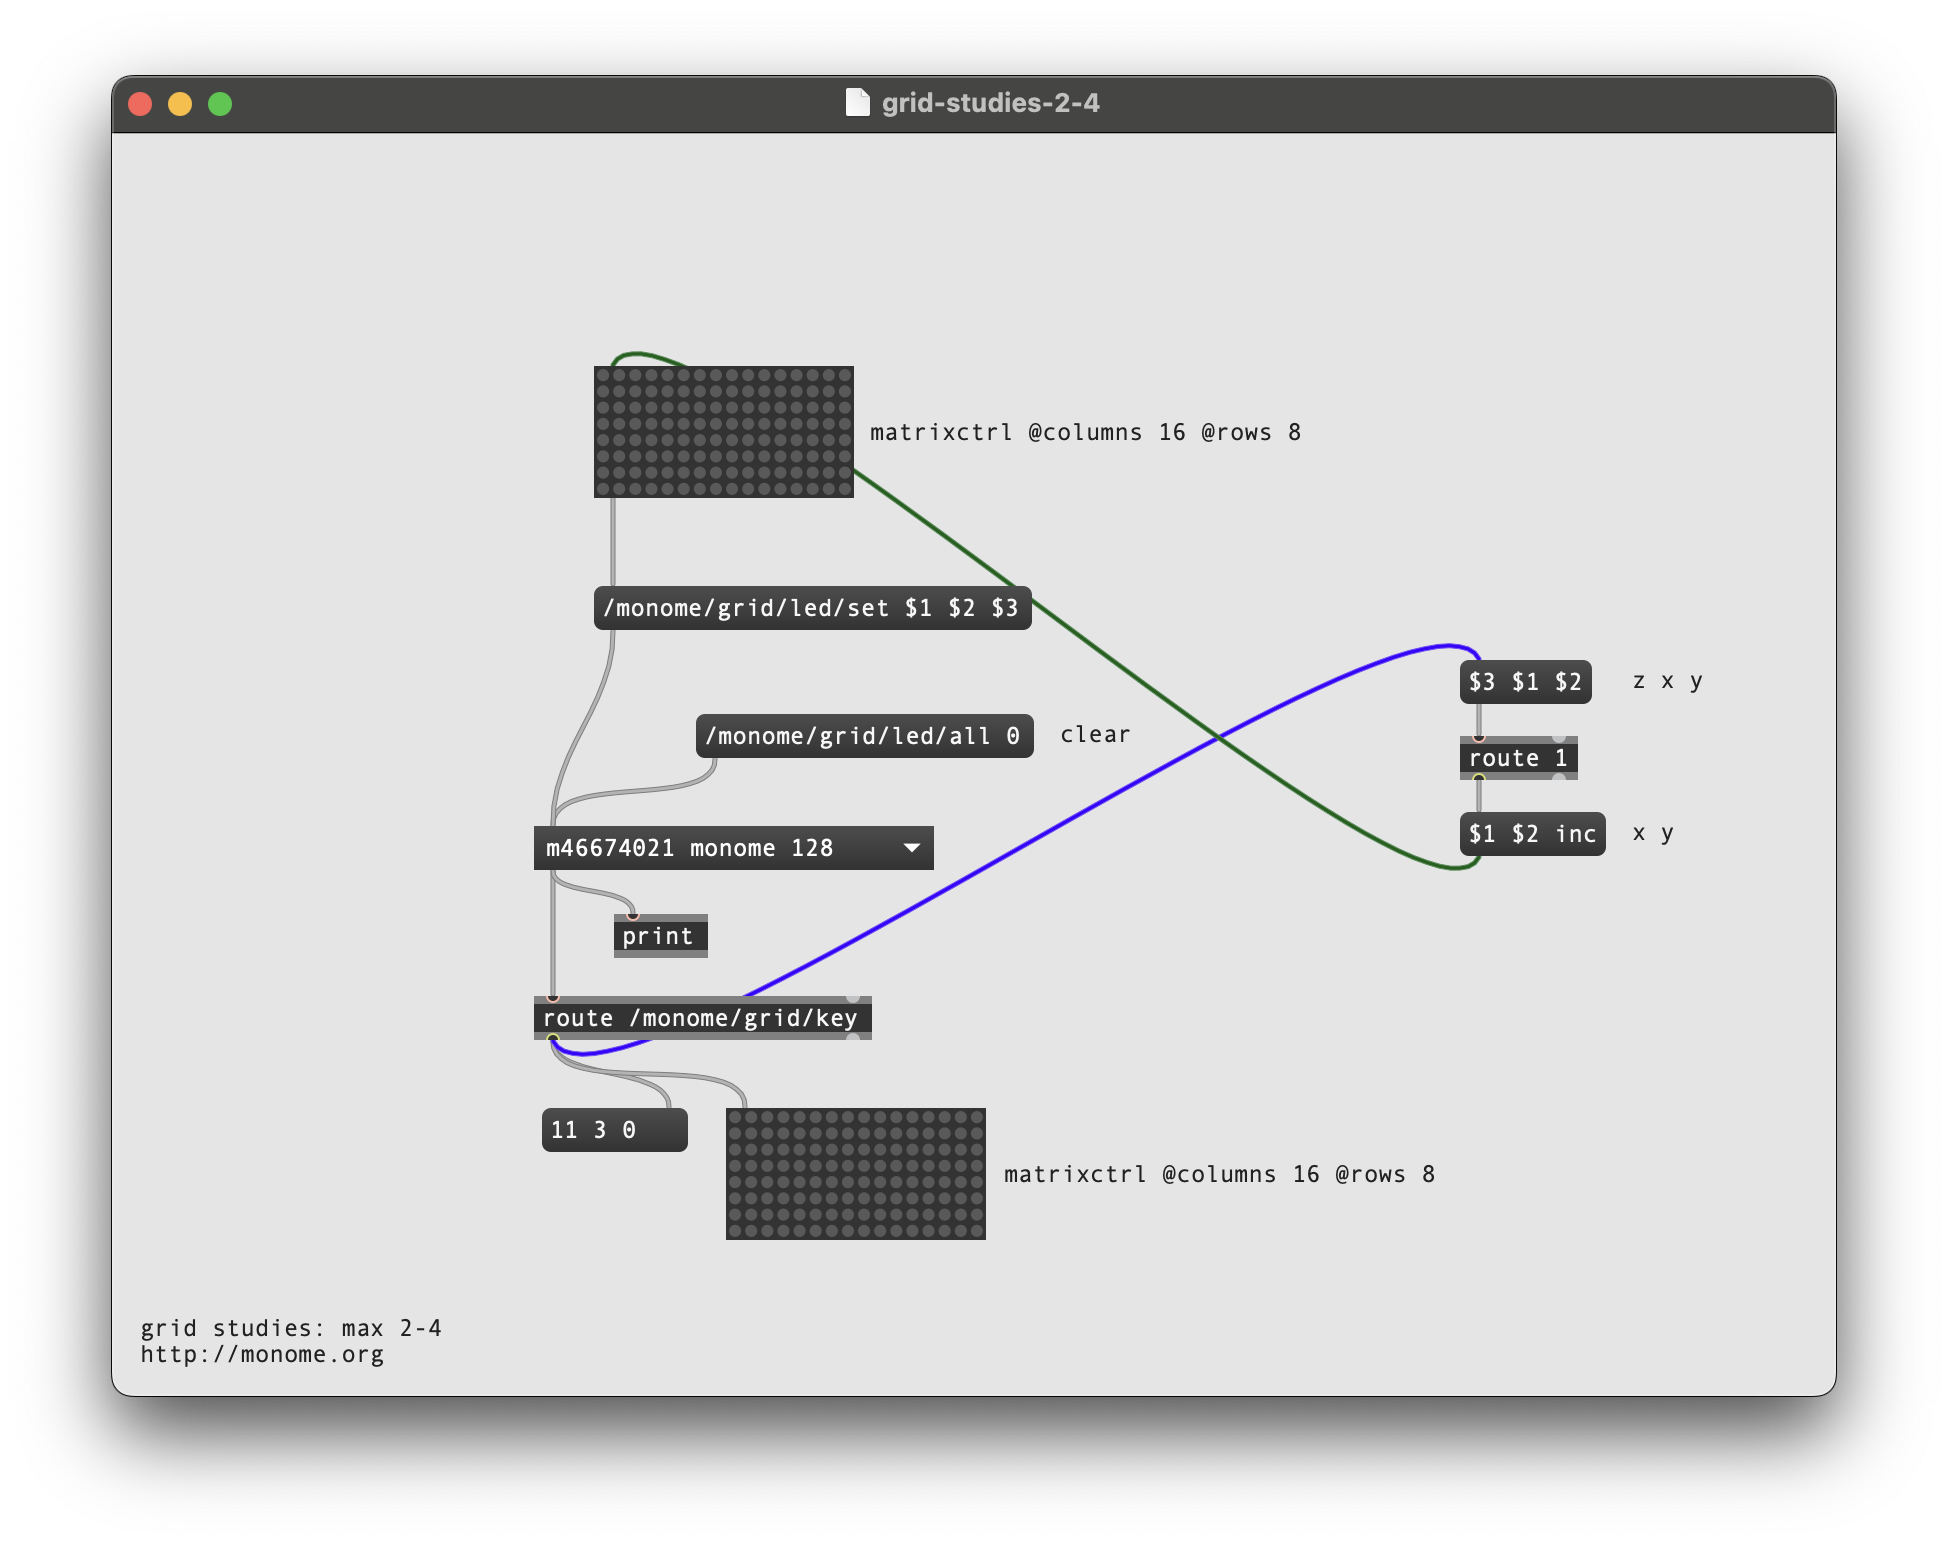 grid-studies-2-4
matrixctrl @columns 16 @rows 8
/monome/grid/led/set $1 $2 $3
$3 $1 $2
z x y
/monome/grid/led/all 0
clear
route 1
$1 $2 inc
x y
m46674021 monome 128
print
route /monome/grid/key
11 3 0
matrixctrl @columns 16 @rows 8
grid studies: max 2-4
http://monome.org